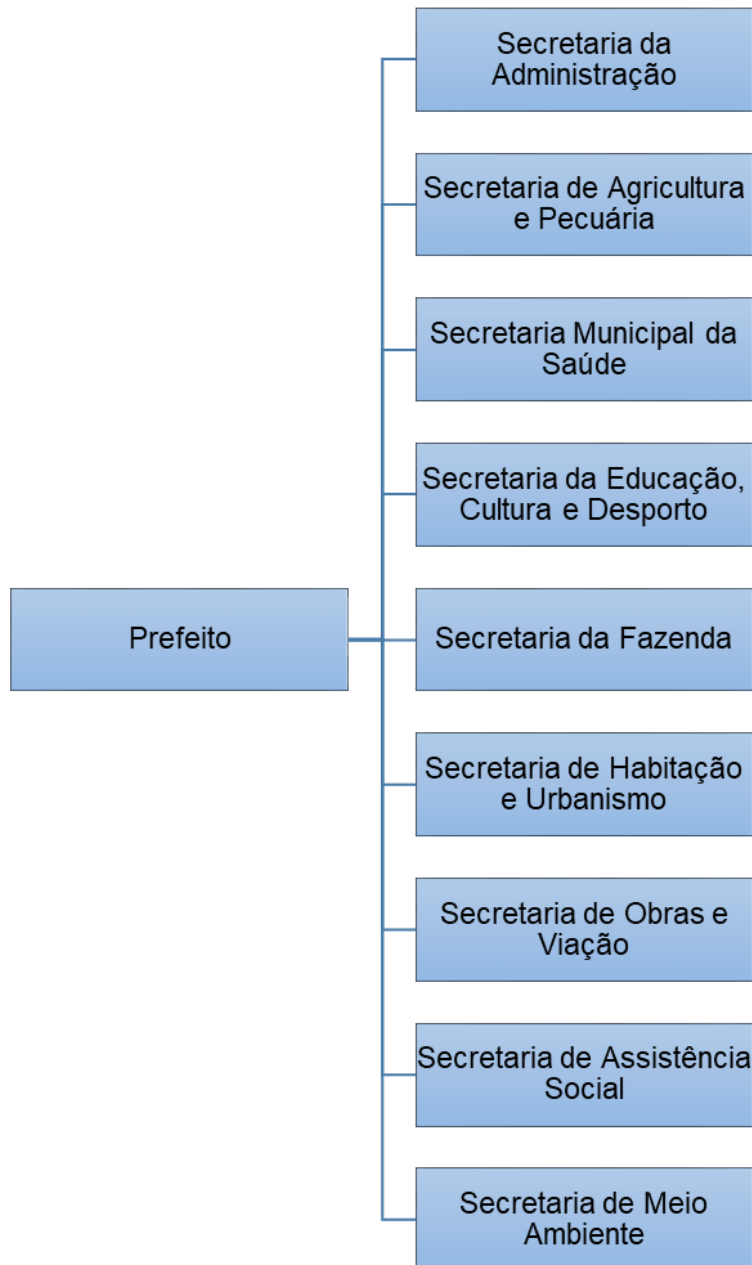 Secretaria da
Administração
Secretaria de Agricultura
e Pecuária
Secretaria Municipal da
Saúde
Secretaria da Educação,
Cultura e Desporto
Prefeito
Secretaria da Fazenda
Secretaria de Habitação
e Urbanismo
Secretaria de Obras e
Viação
Secretaria de Assistência
Social
Secretaria de Meio
Ambiente